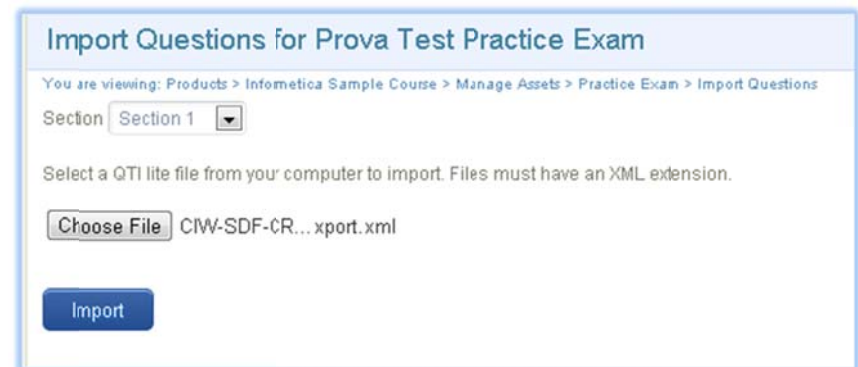 Import Questions for Prova Test Practice Exam
You are viewing: Products > Infometica Sample Course > Manage Assets > Practice Exam > Import Questions
Section Section 1
Select a QTI lite file from your computer to import. Files must have an XML extension.
Choose File CIW-SDF-CR... xport.xml
Import